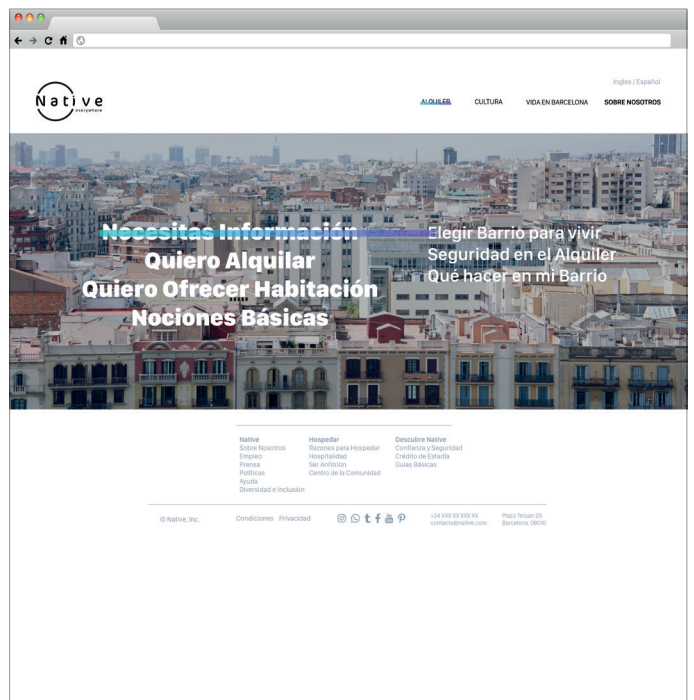 Ingles / Español
Native
everywhere
ALQUILER CULTURA VIDA EN BARCELONA SOBRE NOSOTROS
Necesitas Información
Quiero Alquilar
Quiero Ofrecer Habitación
Nociones Básicas
Elegir Barrio para vivir
Seguridad en el Alquiler
Que hacer en mi Barrio
Native
Sobre Nosotros
Empleo
Prensa
Políticas
Ayuda
Diversidad e Inclusión
Hospedar
Razones para Hospedar
Hospitalidad
Ser Anfitrión
Centro de la Comunidad
Descubre Native
Confianza y Seguridad
Crédito de Estadía
Guías Básicas
© Native, Inc.
Condiciones Privacidad
+34 XXX XX XXX XX
contacto@native.com
Plaza Tetuan 20
Barcelona, 08010